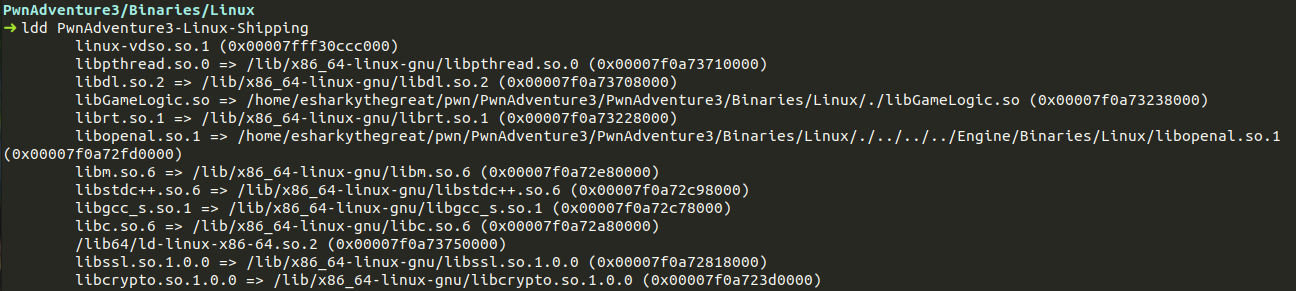 PwnAdventure3/Binaries/Linux
➜ ldd PwnAdventure3-Linux-Shipping
linux-vdso.so.1 (0x00007fff30ccc000)
libpthread.so.0 => /lib/x86_64-linux-gnu/libpthread.so.0 (0x00007f0a73710000)
libdl.so.2 => /lib/x86_64-linux-gnu/libdl.so.2 (0x00007f0a73708000)
libGameLogic.so => /home/esharkythegreat/pwn/PwnAdventure3/PwnAdventure3/Binaries/Linux/./libGameLogic.so (0x00007f0a73238000)
librt.so.1 => /lib/x86_64-linux-gnu/librt.so.1 (0x00007f0a73228000)
libopenal.so.1 => /home/esharkythegreat/pwn/PwnAdventure3/PwnAdventure3/Binaries/Linux/./../../../Engine/Binaries/Linux/libopenal.so.1
(0x00007f0a72fd0000)
libm.so.6 => /lib/x86_64-linux-gnu/libm.so.6 (0x00007f0a72e80000)
libstdc++.so.6 => /lib/x86_64-linux-gnu/libstdc++.so.6 (0x00007f0a72c98000)
libgcc_s.so.1 => /lib/x86_64-linux-gnu/libgcc_s.so.1 (0x00007f0a72c78000)
libc.so.6 => /lib/x86_64-linux-gnu/libc.so.6 (0x00007f0a72a80000)
/lib64/ld-linux-x86-64.so.2 (0x00007f0a73750000)
libssl.so.1.0.0 => /lib/x86_64-linux-gnu/libssl.so.1.0.0 (0x00007f0a72818000)
libcrypto.so.1.0.0 => /lib/x86_64-linux-gnu/libcrypto.so.1.0.0 (0x00007f0a723d0000)